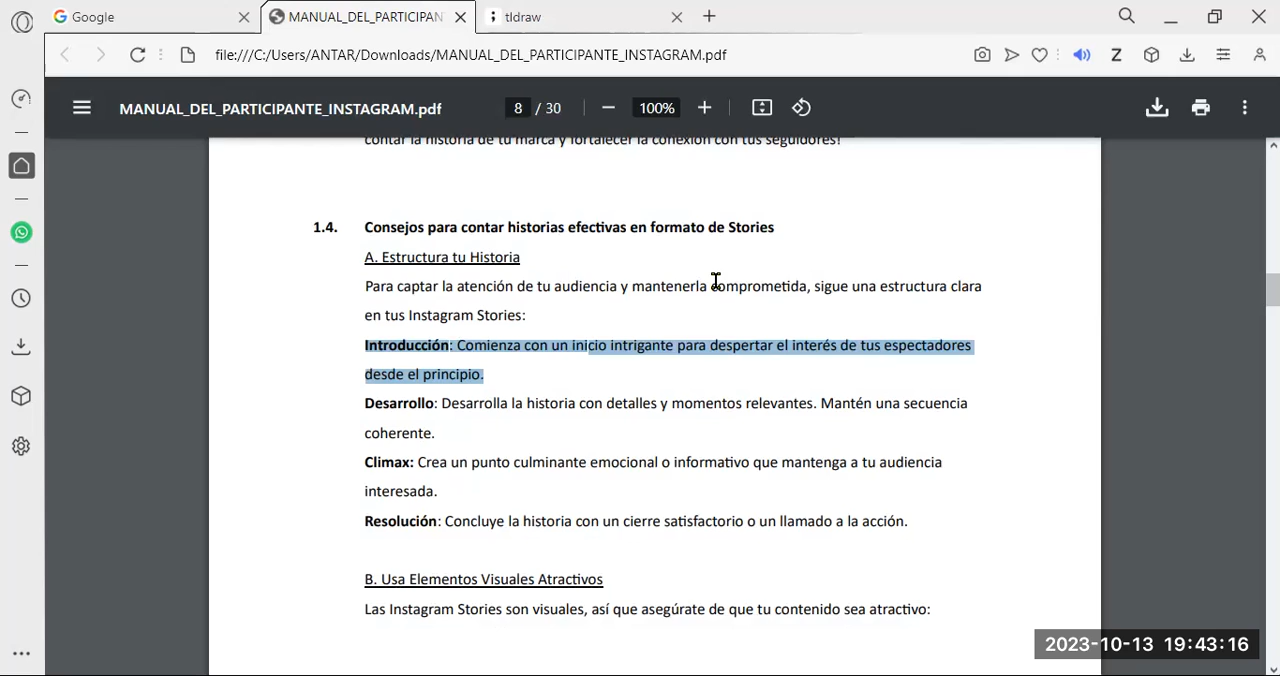 Google
MANUAL_DEL_PARTICIPAN
tldraw
file:///C:/Users/ANTAR/Downloads/MANUAL_DEL_PARTICIPANTE_INSTAGRAM.pdf
Z
MANUAL_DEL_PARTICIPANTE_INSTAGRAM.pdf
8 / 30
100%
contar la historia de tu marca y fortalecer la conexión con tus seguidores!
1.4. Consejos para contar historias efectivas en formato de Stories
A. Estructura tu Historia
Para captar la atención de tu audiencia y mantenerla comprometida, sigue una estructura clara
en tus Instagram Stories:
Introducción: Comienza con un inicio intrigante para despertar el interés de tus espectadores
desde el principio.
Desarrollo: Desarrolla la historia con detalles y momentos relevantes. Mantén una secuencia
coherente.
Climax: Crea un punto culminante emocional o informativo que mantenga a tu audiencia
interesada.
Resolución: Concluye la historia con un cierre satisfactorio o un llamado a la acción.
B. Usa Elementos Visuales Atractivos
Las Instagram Stories son visuales, así que asegúrate de que tu contenido sea atractivo:
2023-10-13 19:43:16